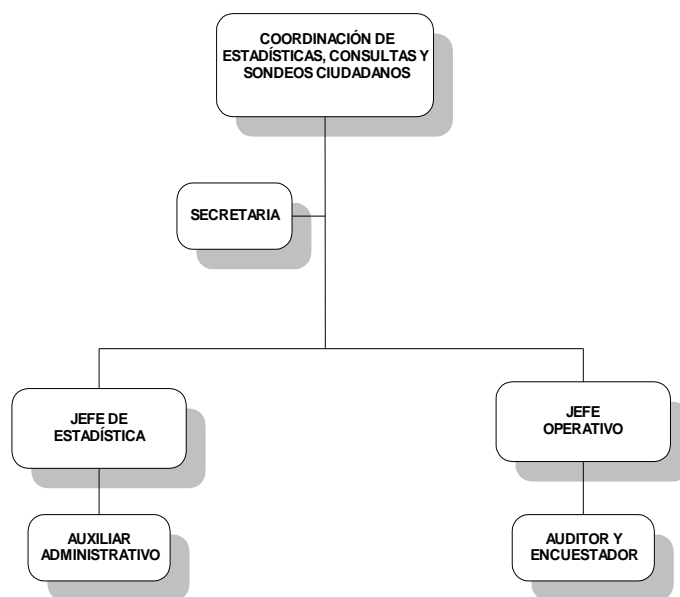 COORDINACIÓN DE
ESTADÍSTICAS, CONSULTAS Y
SONDEOS CIUDADANOS
SECRETARIA
JEFE DE
ESTADÍSTICA
JEFE
OPERATIVO
AUXILIAR
ADMINISTRATIVO
AUDITOR Y
ENCUESTADOR